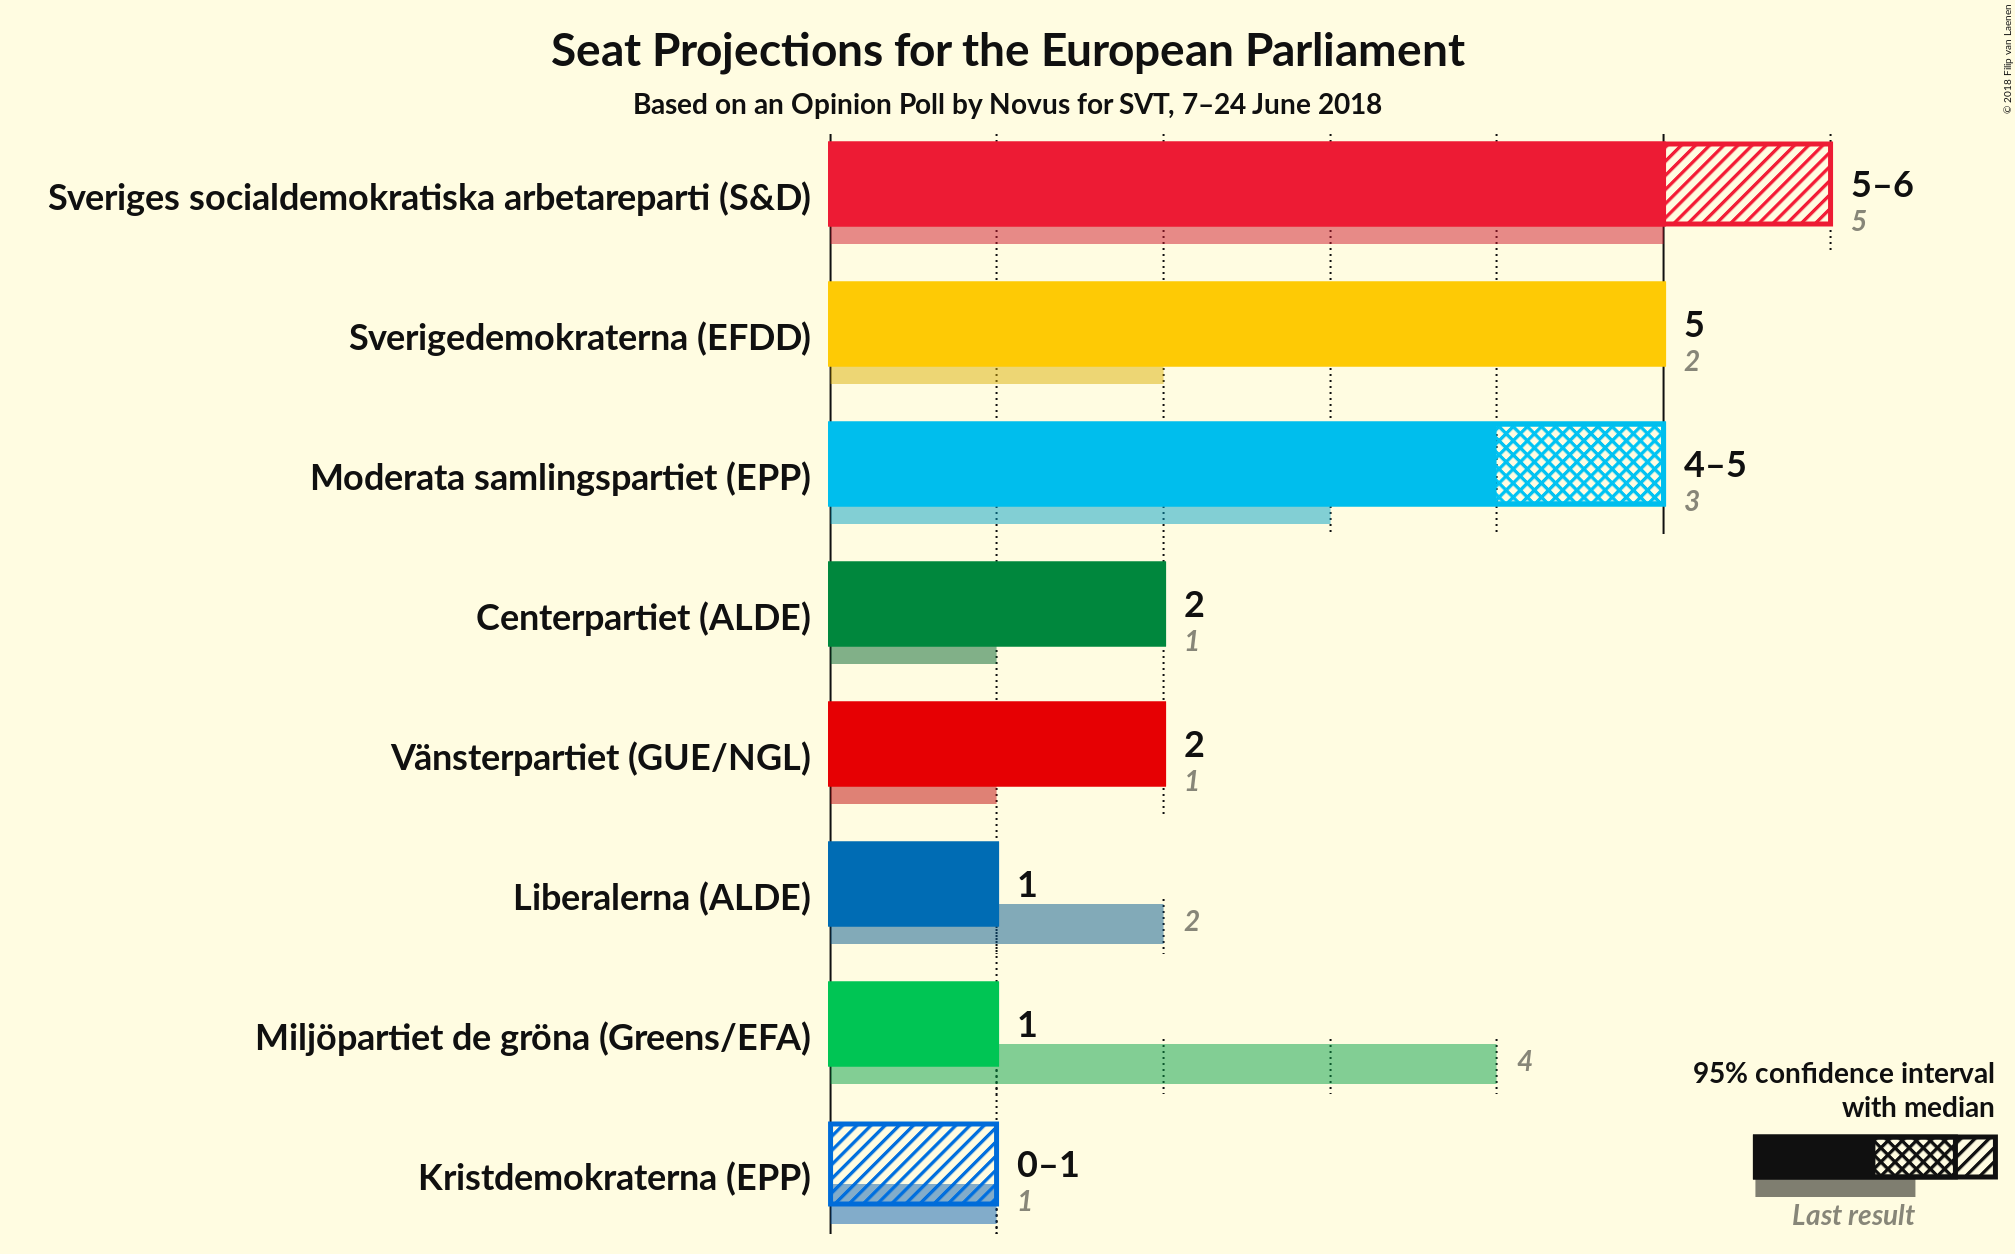 Seat Projections for the European Parliament
Based on an Opinion Poll by Novus for SVT, 7–24 June 2018
© 2018 Filip van Laenen
Sveriges socialdemokratiska arbetareparti (S&D)
5–6
5
Sverigedemokraterna (EFDD)
5
2
Moderata samlingspartiet (EPP)
4–5
3
Centerpartiet (ALDE)
2
1
Vänsterpartiet (GUE/NGL)
2
1
Liberalerna (ALDE)
1
2
Miljöpartiet de gröna (Greens/EFA)
1
4
Kristdemokraterna (EPP)
0–1
1
95% confidence interval
with median
Last result